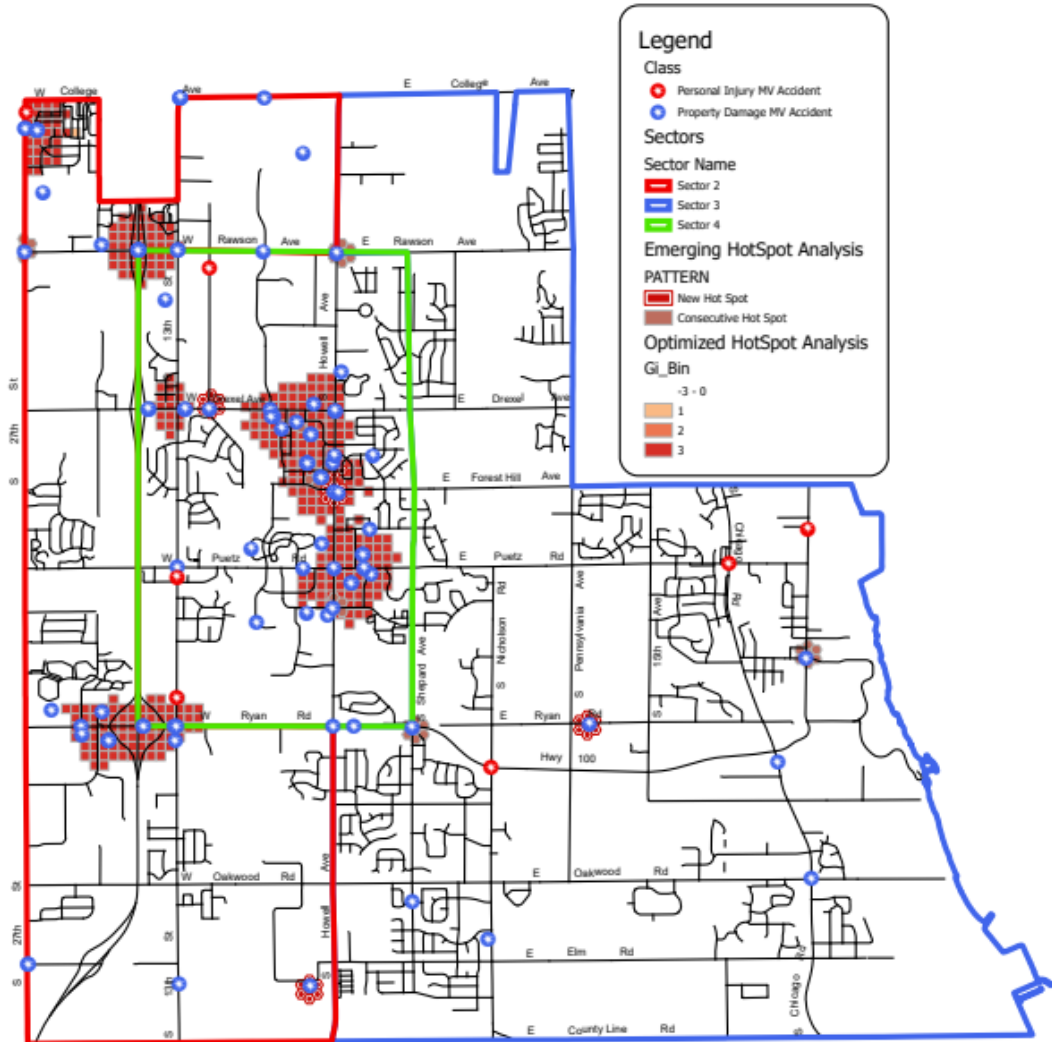 Legend
Class
Personal Injury MV Accident
Property Damage MV Accident
Sectors
Sector Name
Sector 2
Sector 3
Sector 4
Emerging HotSpot Analysis
PATTERN
New Hot Spot
Consecutive Hot Spot
Optimized HotSpot Analysis
Gi_Bin
-3 - 0
1
2
3
W College Ave
E College Ave
W Rawson Ave
E Rawson Ave
S 27th St
13th St
S Howell Ave
W Drexel Ave
E Drexel Ave
E Forest Hill Ave
W Puetz Rd
E Puetz Rd
S Chicago Rd
S Shepard Ave
S Nicholson Rd
S Pennsylvania Ave
S 15th Ave
W Ryan Rd
E Ryan Rd
Hwy 100
W Oakwood Rd
E Oakwood Rd
S 27th St
S 13th St
S Howell Ave
E Elm Rd
S Chicago Rd
E County Line Rd